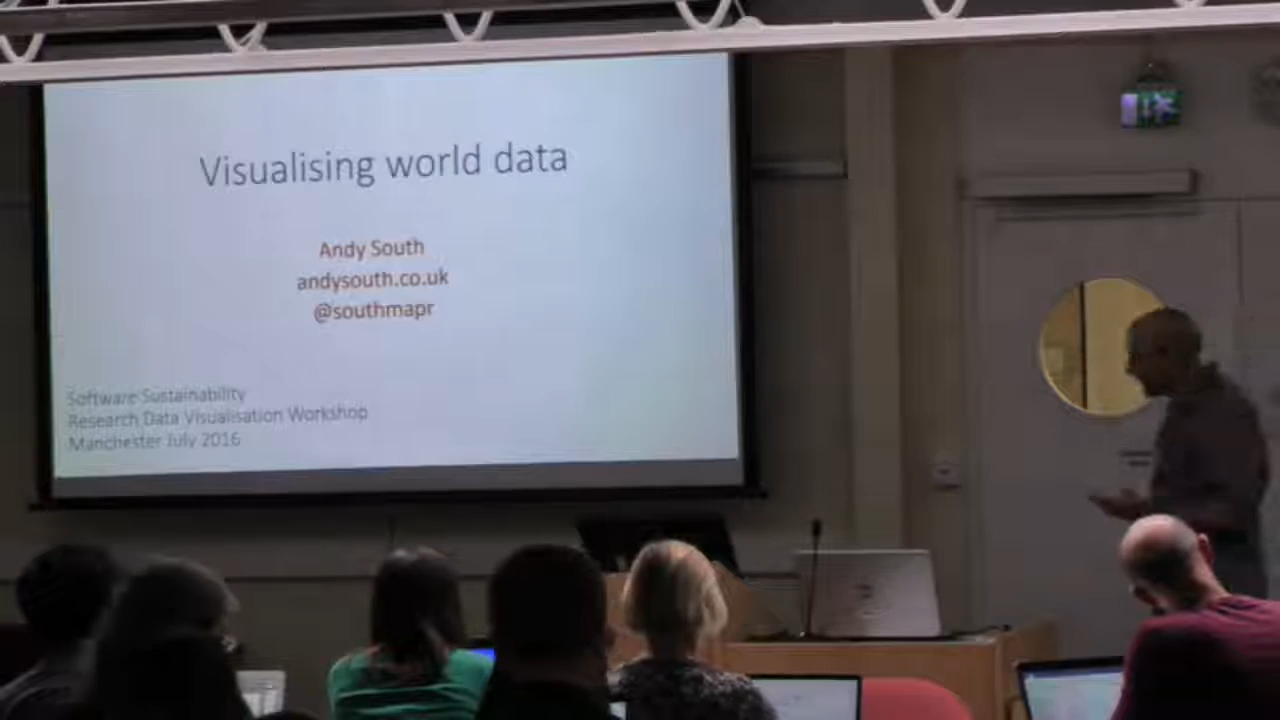 Visualising world data
Andy South
andysouth.co.uk
@southmapr
Software Sustainability
Research Data Visualisation Workshop
Manchester July 2016